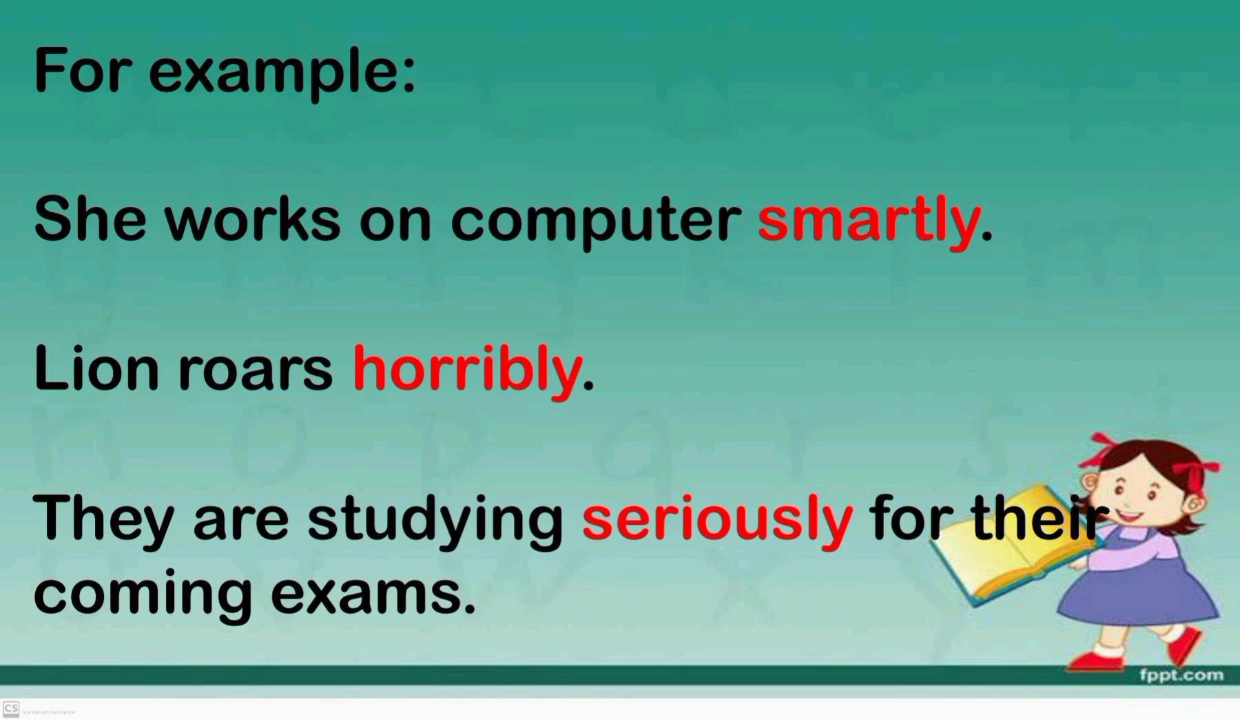 For example:
She works on computer smartly.
Lion roars horribly.
They are studying seriously for their
coming exams.
fppt.com
CS